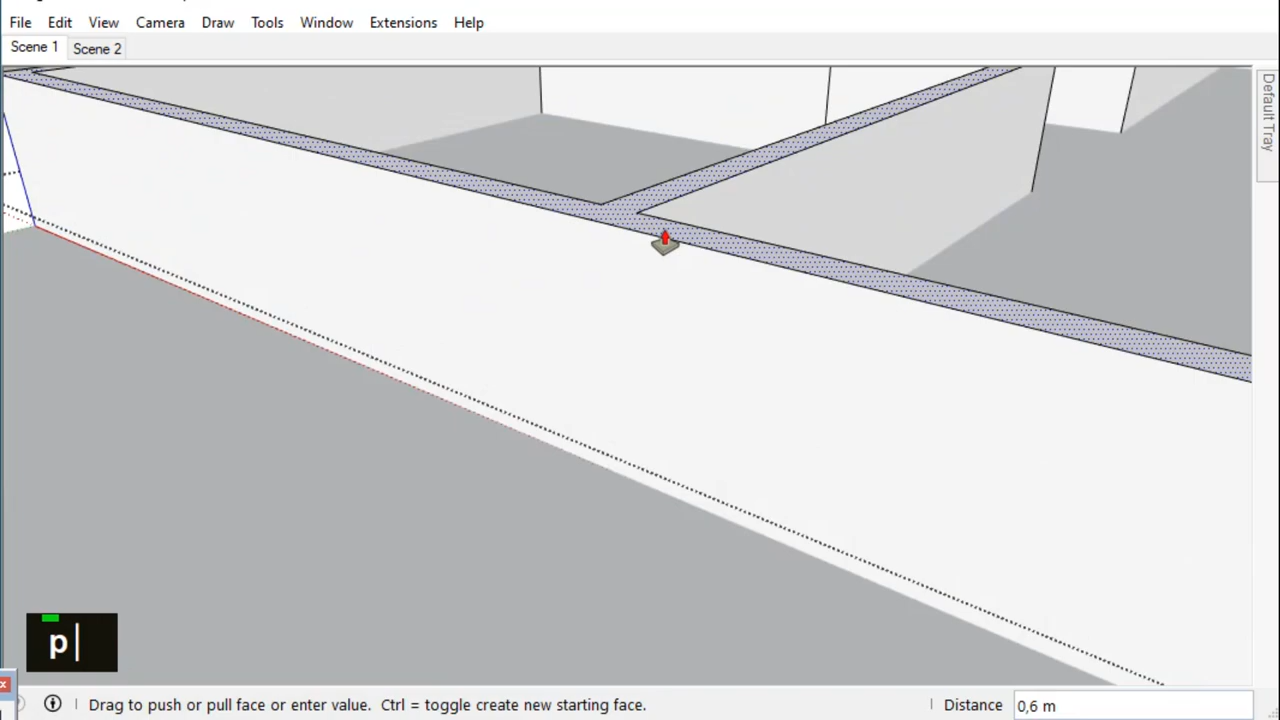 File Edit View Camera Draw Tools Window Extensions Help
Scene 1 Scene 2
Default Tray
p
Drag to push or pull face or enter value. Ctrl = toggle create new starting face. Distance 0,6 m